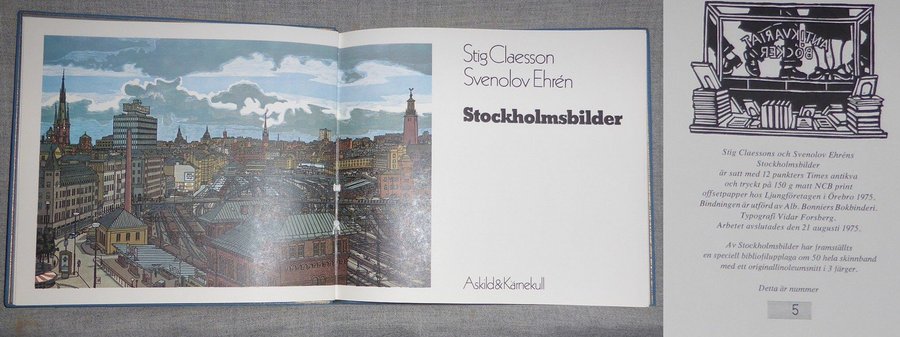 Stig Claesson
Svenolov Ehrén
Stockholmsbilder
Askild & Kärnekull
ANTIKVARIAT
BÖCKER
Stig Claessons och Svenolov Ehréns
Stockholmsbilder
är satt med 12 punkters Times antikva
och tryckt på 150 g matt NCB print
offsetpapper hos Ljungföretagen i Örebro 1975.
Bindningen är utförd av Alb. Bonniers Bokbinderi.
Typografi Vidar Forsberg.
Arbetet avslutades den 21 augusti 1975.
Av Stockholmsbilder har framställts
en speciell bibliofilupplaga om 50 hela skinnband
med ett originallinoleumsnitt i 3 färger.
Detta är nummer
5